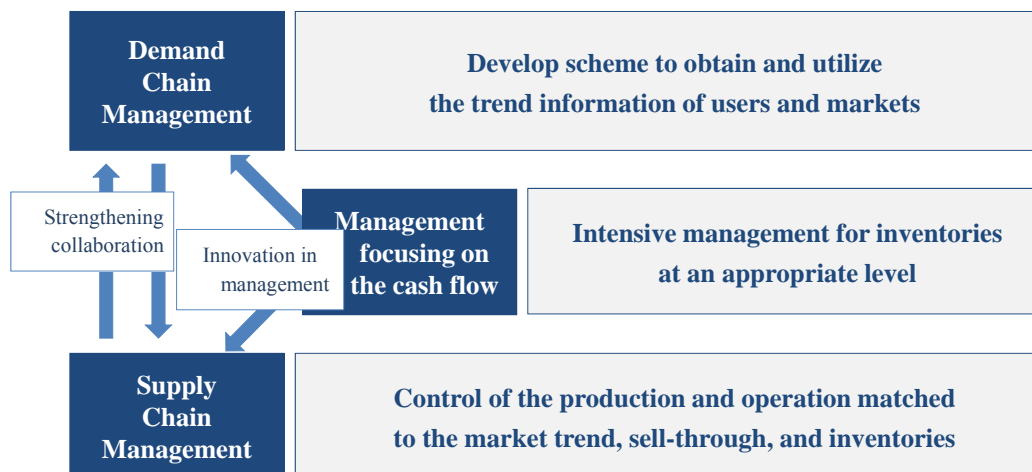 Demand
Chain
Management
Develop scheme to obtain and utilize
the trend information of users and markets
Strengthening
collaboration
Innovation in
management
Management
focusing on
the cash flow
Intensive management for inventories
at an appropriate level
Supply
Chain
Management
Control of the production and operation matched
to the market trend, sell-through, and inventories